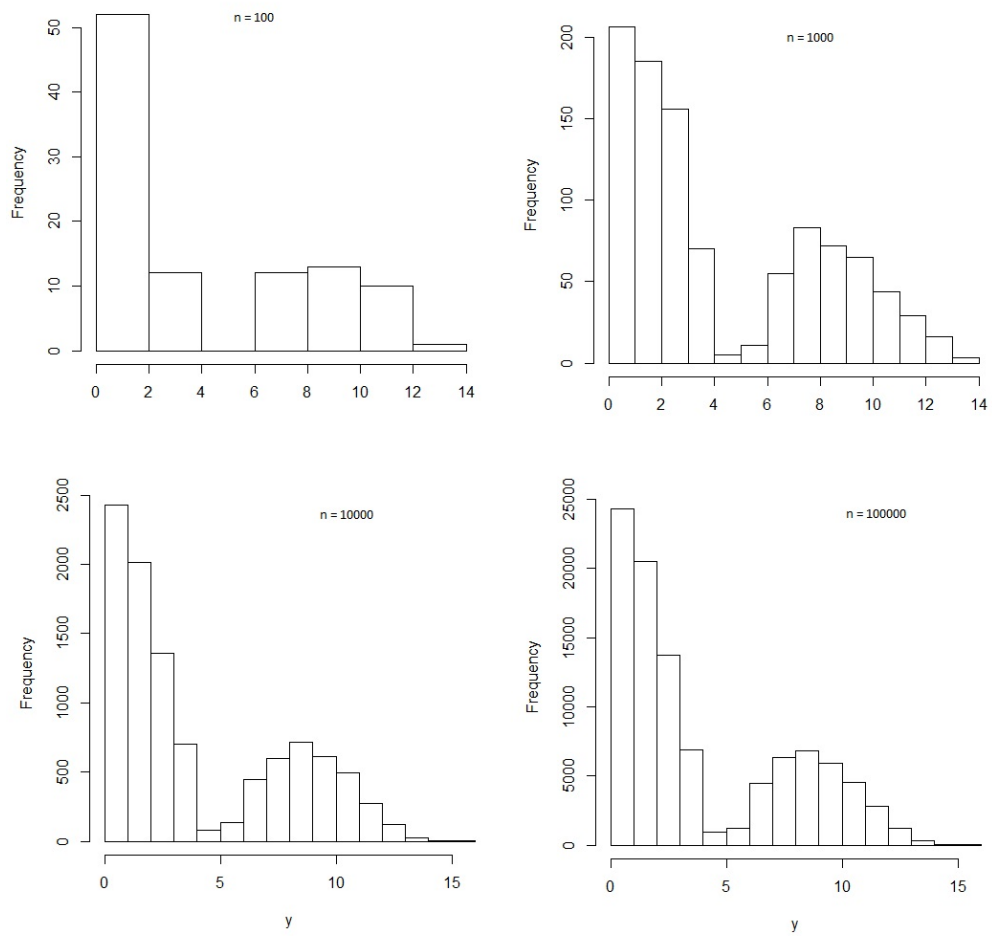 n = 100
Frequency
0 10 20 30 40 50
0 2 4 6 8 10 12 14
n = 1000
Frequency
0 50 100 150 200
0 2 4 6 8 10 12 14
n = 10000
Frequency
0 500 1000 1500 2000 2500
0 5 10 15
y
n = 100000
Frequency
0 5000 10000 15000 20000 25000
0 5 10 15
y